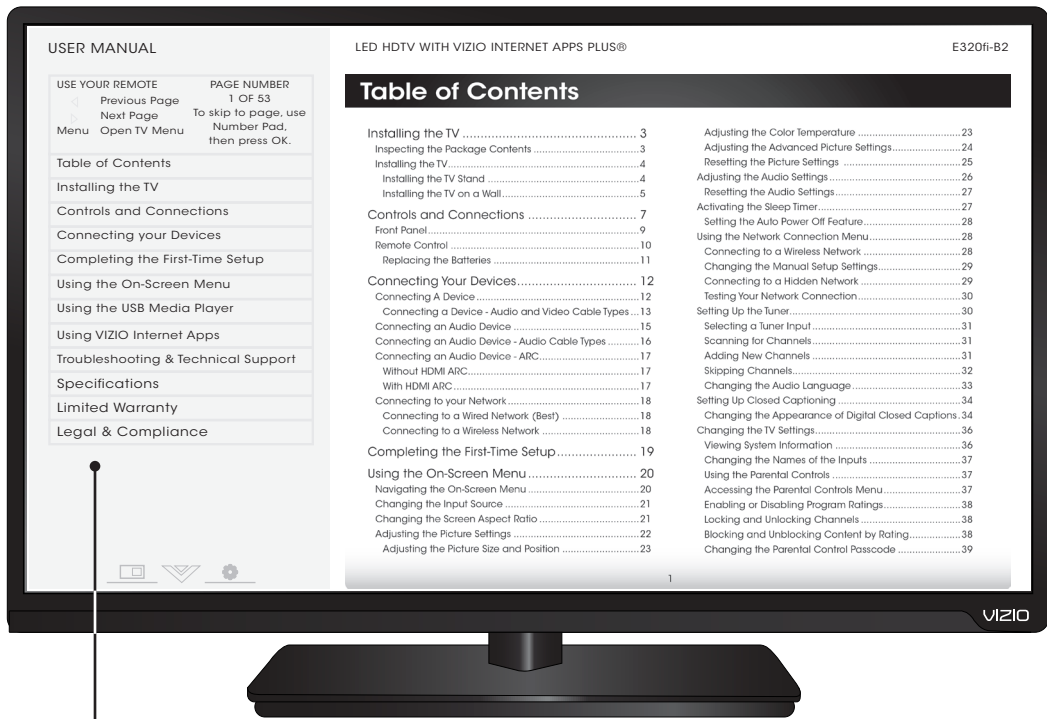 USER MANUAL
LED HDTV WITH VIZIO INTERNET APPS PLUS®
E320fi-B2
USE YOUR REMOTE
Previous Page
Next Page
Menu Open TV Menu
PAGE NUMBER
1 OF 53
To skip to page, use
Number Pad,
then press OK.
Table of Contents
Installing the TV
Controls and Connections
Connecting your Devices
Completing the First-Time Setup
Using the On-Screen Menu
Using the USB Media Player
Using VIZIO Internet Apps
Troubleshooting & Technical Support
Specifications
Limited Warranty
Legal & Compliance
Table of Contents
Installing the TV ................................... 3
Inspecting the Package Contents ........................... 3
Installing the TV................................................ 4
Installing the TV Stand ...................................... 4
Installing the TV on a Wall.................................. 5
Controls and Connections ...................... 7
Front Panel...................................................... 9
Remote Control ................................................ 10
Replacing the Batteries ..................................... 11
Connecting Your Devices........................ 12
Connecting A Device .......................................... 12
Connecting a Device - Audio and Video Cable Types ... 13
Connecting an Audio Device ................................ 15
Connecting an Audio Device - Audio Cable Types .......... 16
Connecting an Audio Device - ARC......................... 17
Without HDMI ARC............................................ 17
With HDMI ARC................................................ 17
Connecting to your Network ................................. 18
Connecting to a Wired Network (Best) .................... 18
Connecting to a Wireless Network ......................... 18
Completing the First-Time Setup................ 19
Using the On-Screen Menu ...................... 20
Navigating the On-Screen Menu ............................. 20
Changing the Input Source ................................... 21
Changing the Screen Aspect Ratio ........................... 21
Adjusting the Picture Settings ................................ 22
Adjusting the Picture Size and Position .................... 23
Adjusting the Color Temperature ............................ 23
Adjusting the Advanced Picture Settings.................... 24
Resetting the Picture Settings ................................ 25
Adjusting the Audio Settings.................................. 26
Resetting the Audio Settings.................................. 27
Activating the Sleep Timer..................................... 27
Setting the Auto Power Off Feature......................... 28
Using the Network Connection Menu........................ 28
Connecting to a Wireless Network .......................... 28
Changing the Manual Setup Settings........................ 29
Connecting to a Hidden Network ........................... 29
Testing Your Network Connection........................... 30
Setting Up the Tuner........................................... 30
Selecting a Tuner Input ....................................... 31
Scanning for Channels ........................................ 31
Adding New Channels ......................................... 31
Skipping Channels............................................. 32
Changing the Audio Language ............................... 33
Setting Up Closed Captioning ................................ 34
Changing the Appearance of Digital Closed Captions. 34
Changing the TV Settings...................................... 36
Viewing System Information .................................. 36
Changing the Names of the Inputs .......................... 37
Using the Parental Controls .................................. 37
Accessing the Parental Controls Menu...................... 37
Enabling or Disabling Program Ratings...................... 38
Locking and Unlocking Channels ............................ 38
Blocking and Unblocking Content by Rating................ 38
Changing the Parental Control Passcode ................... 39
1
VIZIO